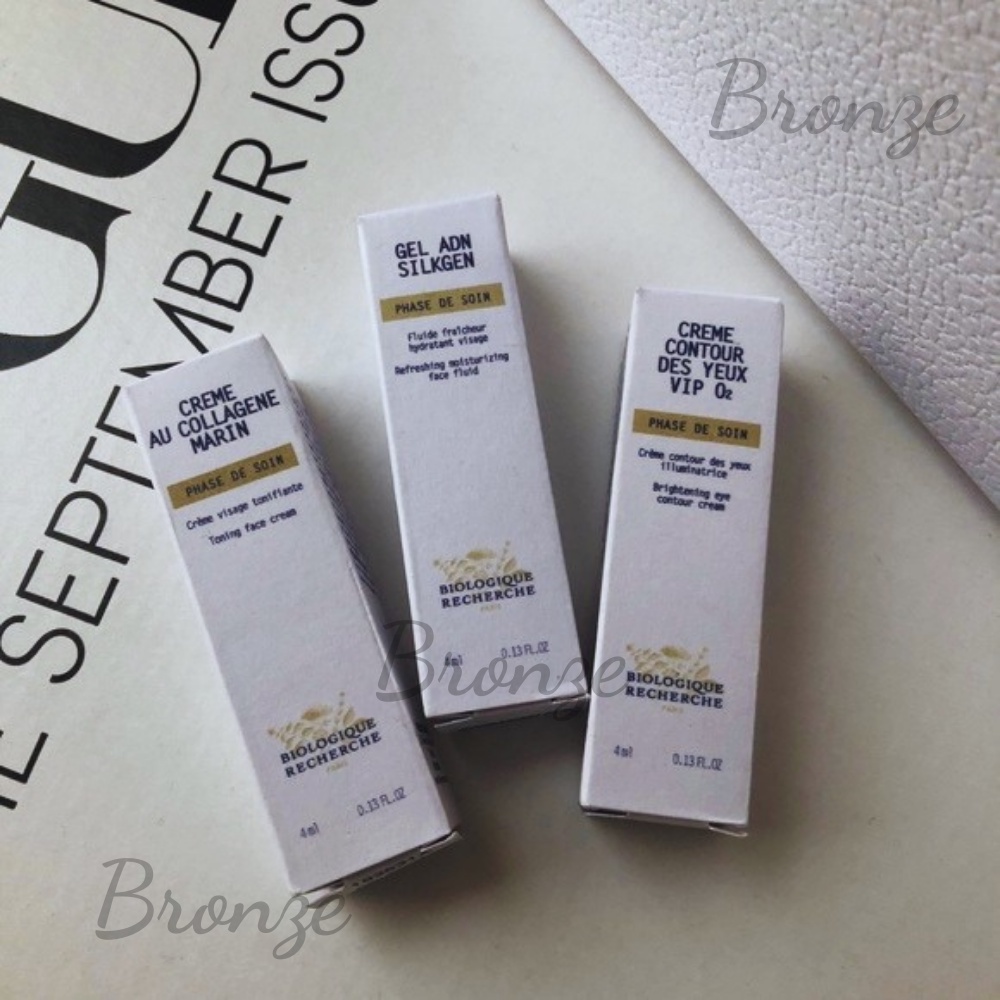 SEPTEMBER ISSU
CREME
AU COLLAGENE
MARIN
PHASE DE SOIN
Crème visage tonifiante
Toning face cream
BIOLOGIQUE
RECHERCHE
PARIS
4ml 0.13 FL.OZ
GEL ADN
SILKGEN
PHASE DE SOIN
Fluide fraîcheur
hydratant visage
Refreshing moisturizing
face fluid
BIOLOGIQUE
RECHERCHE
PARIS
4ml 0.13 FL.OZ
CREME
CONTOUR
DES YEUX
VIP O₂
PHASE DE SOIN
Crème contour des yeux
illuminatrice
Brightening eye
contour cream
BIOLOGIQUE
RECHERCHE
PARIS
4ml 0.13 FL.OZ
Bronze
Bronze
Bronze